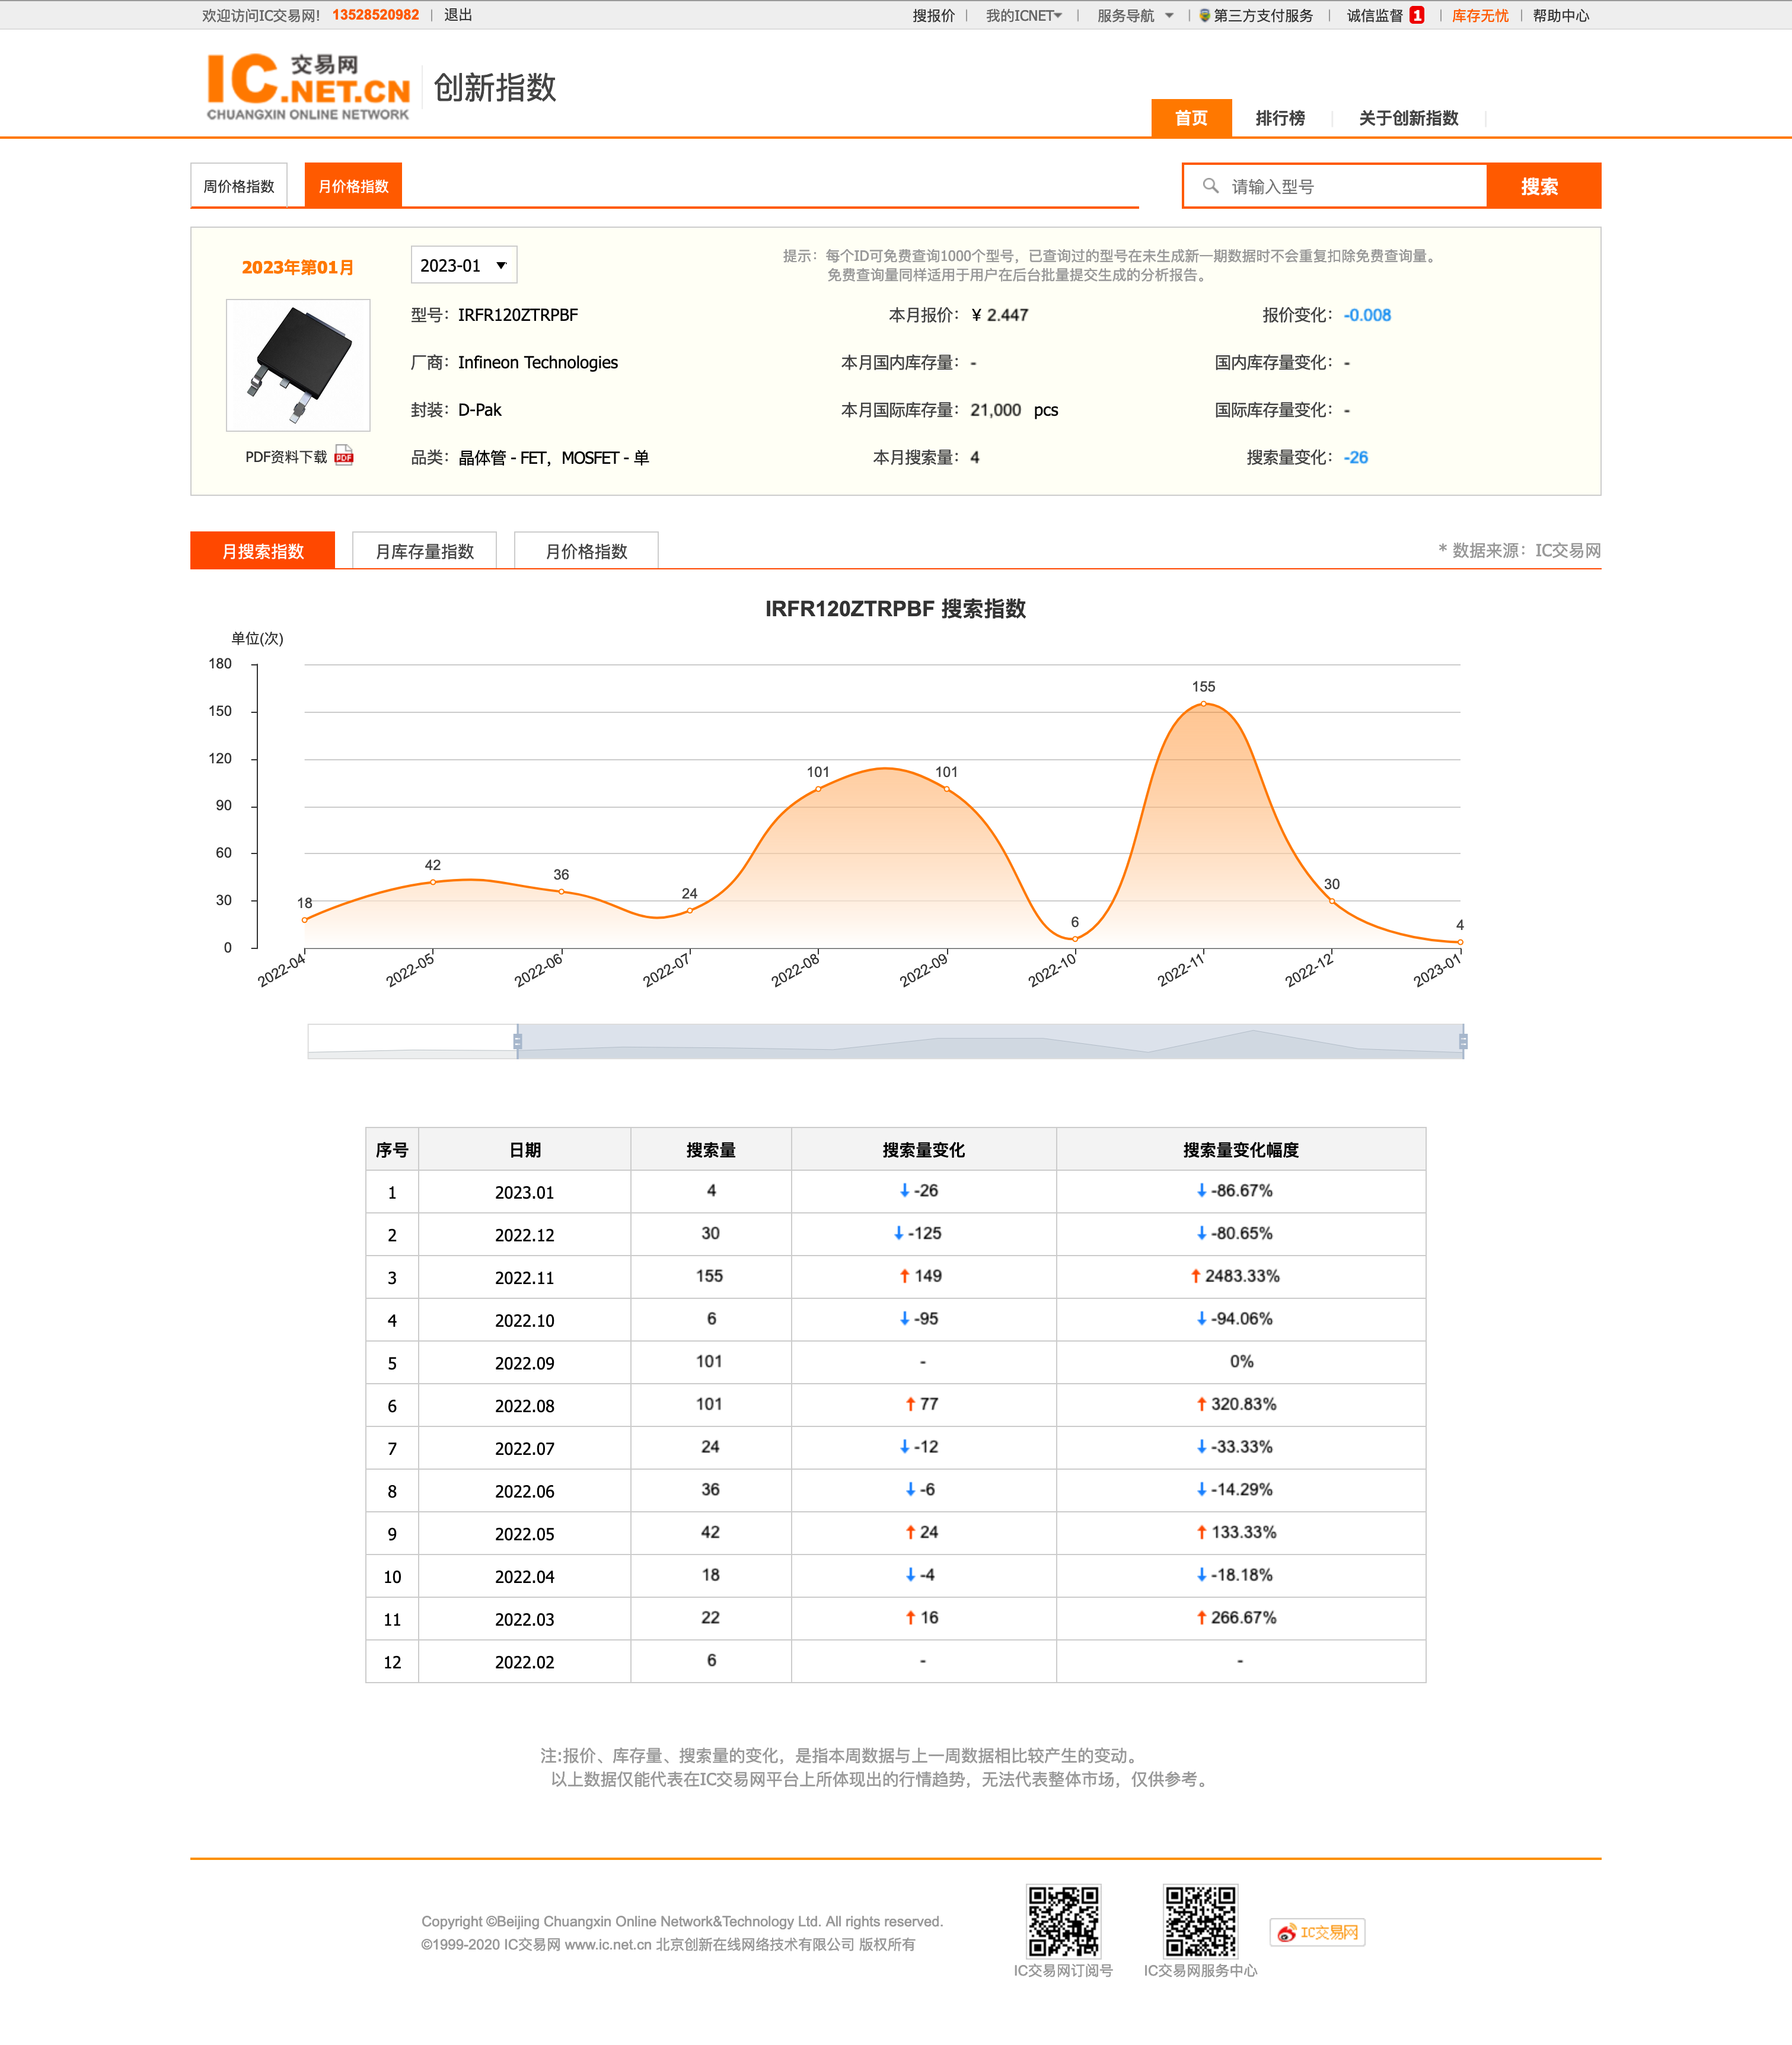 欢迎访问IC交易网! 13528520982 | 退出 搜报价 | 我的ICNET | 服务导航 | 第三方支付服务 | 诚信监督 1 | 库存无忧 | 帮助中心
IC交易网.NET.CN 创新指数
CHUANGXIN ONLINE NETWORK
首页 排行榜 关于创新指数
周价格指数 月价格指数 请输入型号 搜索
2023年第01月 2023-01 提示：每个ID可免费查询1000个型号，已查询过的型号在未生成新一期数据时不会重复扣除免费查询量。
免费查询量同样适用于用户在后台批量提交生成的分析报告。
型号：IRFR120ZTRPBF 本月报价：¥ 2.447 报价变化：-0.008
厂商：Infineon Technologies 本月国内库存量：- 国内库存量变化：-
封装：D-Pak 本月国际库存量：21,000 pcs 国际库存量变化：-
PDF资料下载 PDF 品类：晶体管 - FET，MOSFET - 单 本月搜索量：4 搜索量变化：-26
月搜索指数 月库存量指数 月价格指数 * 数据来源：IC交易网
IRFR120ZTRPBF 搜索指数
单位(次)
180
155
150
120
101 101
90
60
42
36
30
24
30
18
6
4
0
2022-04 2022-05 2022-06 2022-07 2022-08 2022-09 2022-10 2022-11 2022-12 2023-01
序号 日期 搜索量 搜索量变化 搜索量变化幅度
1 2023.01 4 ↓ -26 ↓ -86.67%
2 2022.12 30 ↓ -125 ↓ -80.65%
3 2022.11 155 ↑ 149 ↑ 2483.33%
4 2022.10 6 ↓ -95 ↓ -94.06%
5 2022.09 101 - 0%
6 2022.08 101 ↑ 77 ↑ 320.83%
7 2022.07 24 ↓ -12 ↓ -33.33%
8 2022.06 36 ↓ -6 ↓ -14.29%
9 2022.05 42 ↑ 24 ↑ 133.33%
10 2022.04 18 ↓ -4 ↓ -18.18%
11 2022.03 22 ↑ 16 ↑ 266.67%
12 2022.02 6 - -
注:报价、库存量、搜索量的变化，是指本周数据与上一周数据相比较产生的变动。
以上数据仅能代表在IC交易网平台上所体现出的行情趋势，无法代表整体市场，仅供参考。
Copyright ©Beijing Chuangxin Online Network&Technology Ltd. All rights reserved.
©1999-2020 IC交易网 www.ic.net.cn 北京创新在线网络技术有限公司 版权所有
IC交易网
IC交易网订阅号 IC交易网服务中心